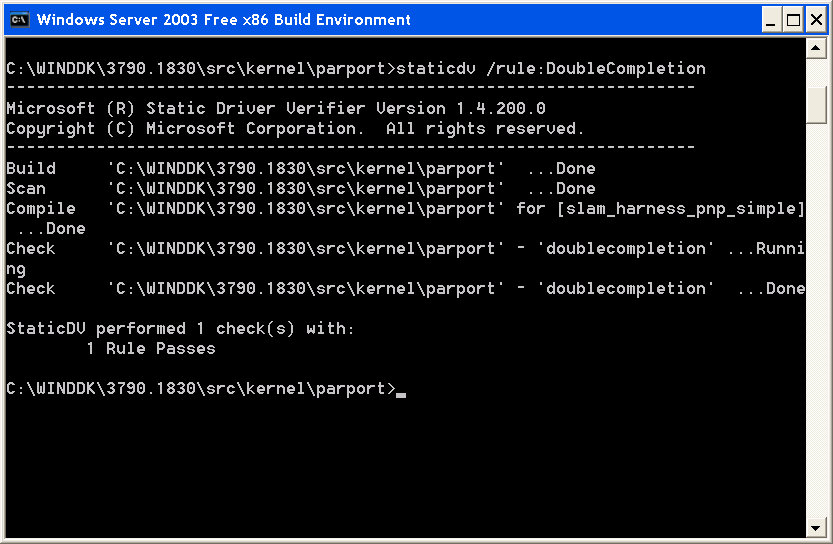 Windows Server 2003 Free x86 Build Environment
C:\WINDDK\3790.1830\src\kernel\parport>staticdv /rule:DoubleCompletion
---------------------------------------------------------------------
Microsoft (R) Static Driver Verifier Version 1.4.200.0
Copyright (C) Microsoft Corporation.  All rights reserved.
---------------------------------------------------------------------
Build     'C:\WINDDK\3790.1830\src\kernel\parport'  ...Done
Scan      'C:\WINDDK\3790.1830\src\kernel\parport'  ...Done
Compile   'C:\WINDDK\3790.1830\src\kernel\parport' for [slam_harness_pnp_simple]
 ...Done
Check     'C:\WINDDK\3790.1830\src\kernel\parport' - 'doublecompletion' ...Runni
ng
Check     'C:\WINDDK\3790.1830\src\kernel\parport' - 'doublecompletion'  ...Done
StaticDV performed 1 check(s) with:
        1 Rule Passes
C:\WINDDK\3790.1830\src\kernel\parport>_